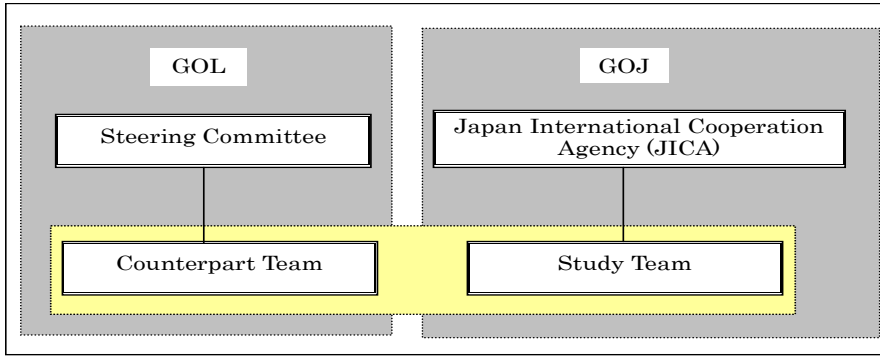 GOL
GOJ
Steering Committee
Japan International Cooperation
Agency (JICA)
Counterpart Team
Study Team